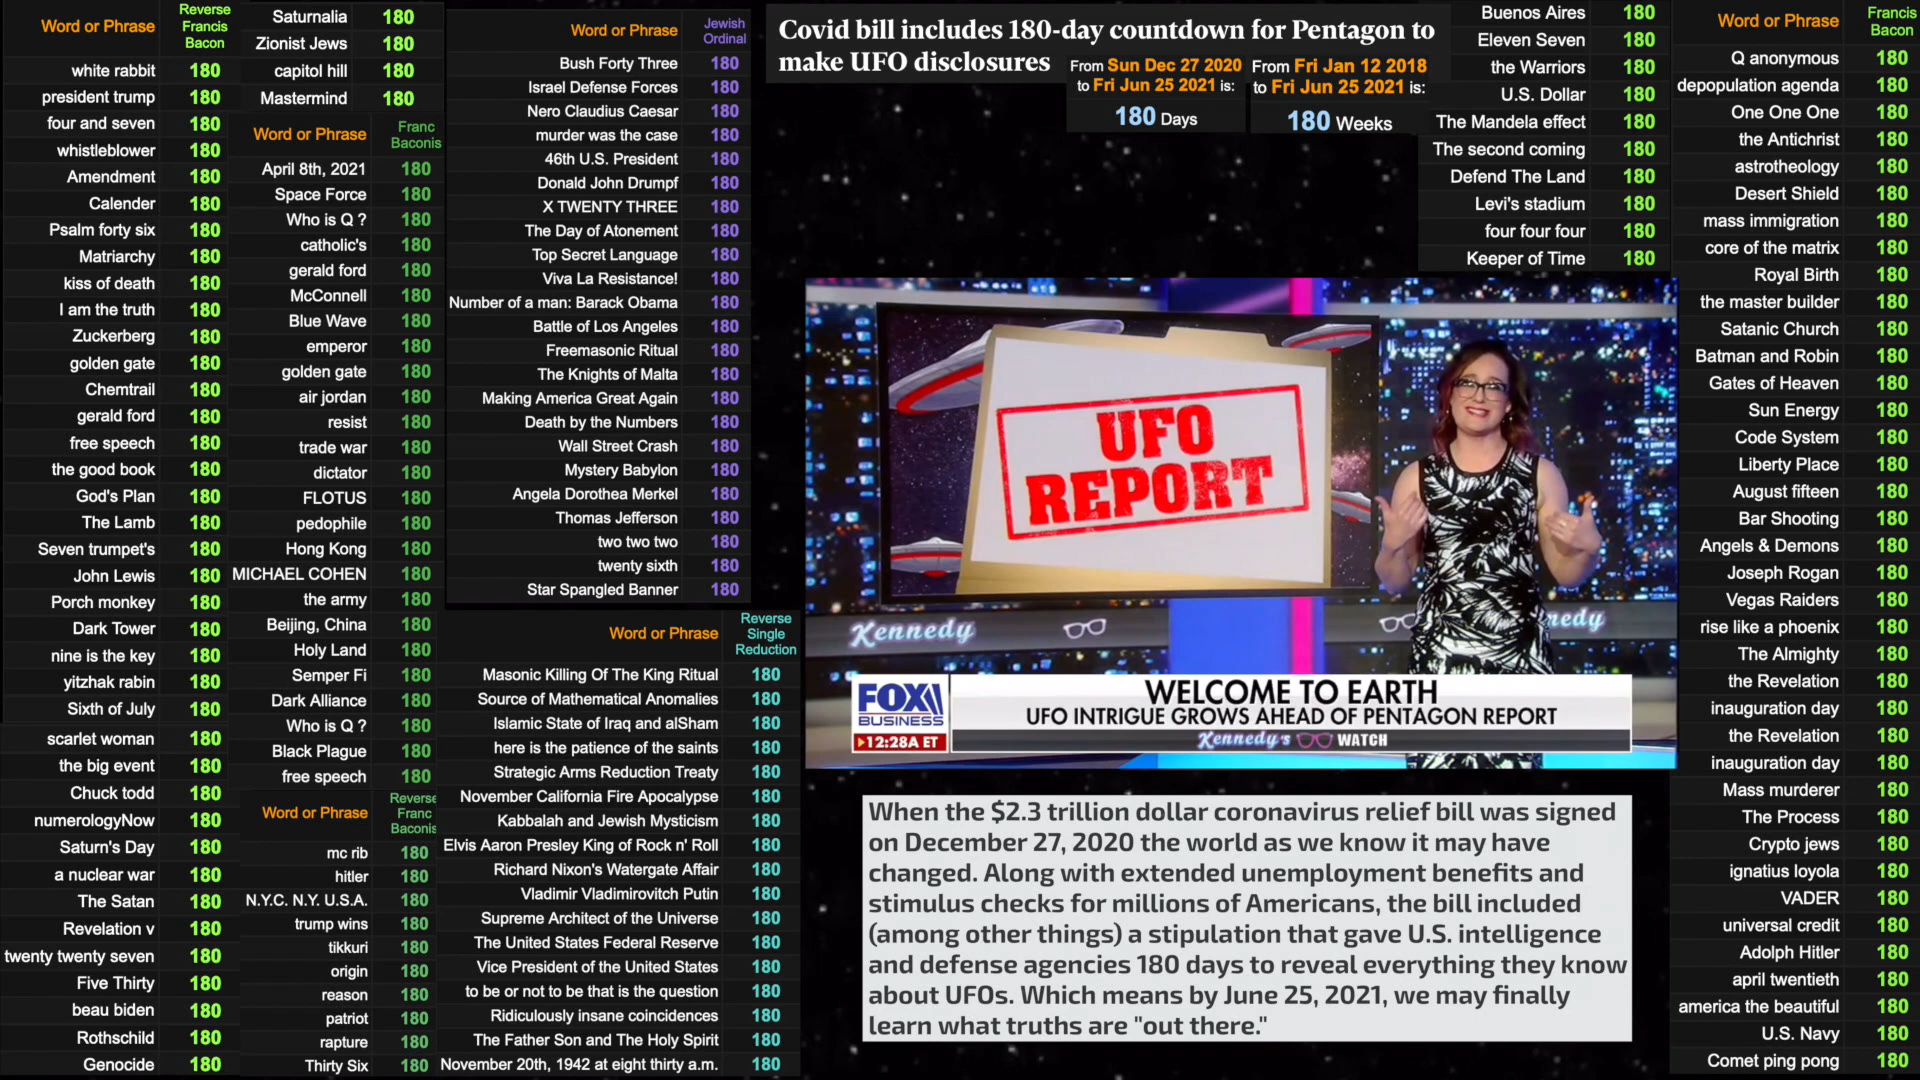 Word or Phrase
Reverse
Francis
Bacon
white rabbit 180
president trump 180
four and seven 180
whistleblower 180
Amendment 180
Calender 180
Psalm forty six 180
Matriarchy 180
kiss of death 180
I am the truth 180
Zuckerberg 180
golden gate 180
Chemtrail 180
gerald ford 180
free speech 180
the good book 180
God's Plan 180
The Lamb 180
Seven trumpet's 180
John Lewis 180
Porch monkey 180
Dark Tower 180
nine is the key 180
yitzhak rabin 180
Sixth of July 180
scarlet woman 180
the big event 180
Chuck todd 180
numerologyNow 180
Saturn's Day 180
a nuclear war 180
The Satan 180
Revelation v 180
twenty twenty seven 180
Five Thirty 180
beau biden 180
Rothschild 180
Genocide 180
Saturnalia 180
Zionist Jews 180
capitol hill 180
Mastermind 180
Word or Phrase
Franc
Baconis
April 8th, 2021 180
Space Force 180
Who is Q ? 180
catholic's 180
gerald ford 180
McConnell 180
Blue Wave 180
emperor 180
golden gate 180
air jordan 180
resist 180
trade war 180
dictator 180
FLOTUS 180
pedophile 180
Hong Kong 180
MICHAEL COHEN 180
the army 180
Beijing, China 180
Holy Land 180
Semper Fi 180
Dark Alliance 180
Who is Q ? 180
Black Plague 180
free speech 180
Word or Phrase
Reverse
Franc
Baconis
mc rib 180
hitler 180
N.Y.C. N.Y. U.S.A. 180
trump wins 180
tikkuri 180
origin 180
reason 180
patriot 180
rapture 180
Thirty Six 180
Word or Phrase
Jewish
Ordinal
Bush Forty Three 180
Israel Defense Forces 180
Nero Claudius Caesar 180
murder was the case 180
46th U.S. President 180
Donald John Drumpf 180
X TWENTY THREE 180
The Day of Atonement 180
Top Secret Language 180
Viva La Resistance! 180
Number of a man: Barack Obama 180
Battle of Los Angeles 180
Freemasonic Ritual 180
The Knights of Malta 180
Making America Great Again 180
Death by the Numbers 180
Wall Street Crash 180
Mystery Babylon 180
Angela Dorothea Merkel 180
Thomas Jefferson 180
two two two 180
twenty sixth 180
Star Spangled Banner 180
Word or Phrase
Reverse
Single
Reduction
Masonic Killing Of The King Ritual 180
Source of Mathematical Anomalies 180
Islamic State of Iraq and alSham 180
here is the patience of the saints 180
Strategic Arms Reduction Treaty 180
November California Fire Apocalypse 180
Kabbalah and Jewish Mysticism 180
Elvis Aaron Presley King of Rock n' Roll 180
Richard Nixon's Watergate Affair 180
Vladimir Vladimirovitch Putin 180
Supreme Architect of the Universe 180
The United States Federal Reserve 180
Vice President of the United States 180
to be or not to be that is the question 180
Ridiculously insane coincidences 180
The Father Son and The Holy Spirit 180
November 20th, 1942 at eight thirty a.m. 180
Covid bill includes 180-day countdown for Pentagon to
make UFO disclosures
From Sun Dec 27 2020
to Fri Jun 25 2021 is:
180 Days
From Fri Jan 12 2018
to Fri Jun 25 2021 is:
180 Weeks
Buenos Aires 180
Eleven Seven 180
the Warriors 180
U.S. Dollar 180
The Mandela effect 180
The second coming 180
Defend The Land 180
Levi's stadium 180
four four four 180
Keeper of Time 180
UFO
REPORT
Kennedy
nedy
FOX
BUSINESS
12:28A ET
WELCOME TO EARTH
UFO INTRIGUE GROWS AHEAD OF PENTAGON REPORT
Kennedy's WATCH
When the $2.3 trillion dollar coronavirus relief bill was signed
on December 27, 2020 the world as we know it may have
changed. Along with extended unemployment benefits and
stimulus checks for millions of Americans, the bill included
(among other things) a stipulation that gave U.S. intelligence
and defense agencies 180 days to reveal everything they know
about UFOs. Which means by June 25, 2021, we may finally
learn what truths are "out there."
Word or Phrase
Francis
Bacon
Q anonymous 180
depopulation agenda 180
One One One 180
the Antichrist 180
astrotheology 180
Desert Shield 180
mass immigration 180
core of the matrix 180
Royal Birth 180
the master builder 180
Satanic Church 180
Batman and Robin 180
Gates of Heaven 180
Sun Energy 180
Code System 180
Liberty Place 180
August fifteen 180
Bar Shooting 180
Angels & Demons 180
Joseph Rogan 180
Vegas Raiders 180
rise like a phoenix 180
The Almighty 180
the Revelation 180
inauguration day 180
the Revelation 180
inauguration day 180
Mass murderer 180
The Process 180
Crypto jews 180
ignatius loyola 180
VADER 180
universal credit 180
Adolph Hitler 180
april twentieth 180
america the beautiful 180
U.S. Navy 180
Comet ping pong 180